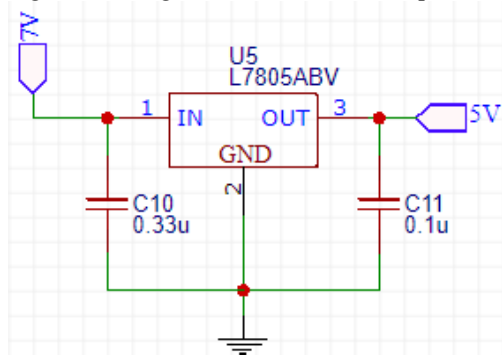 7V
U5
L7805ABV
1
IN
OUT
3
5V
GND
2
C10
0.33u
C11
0.1u